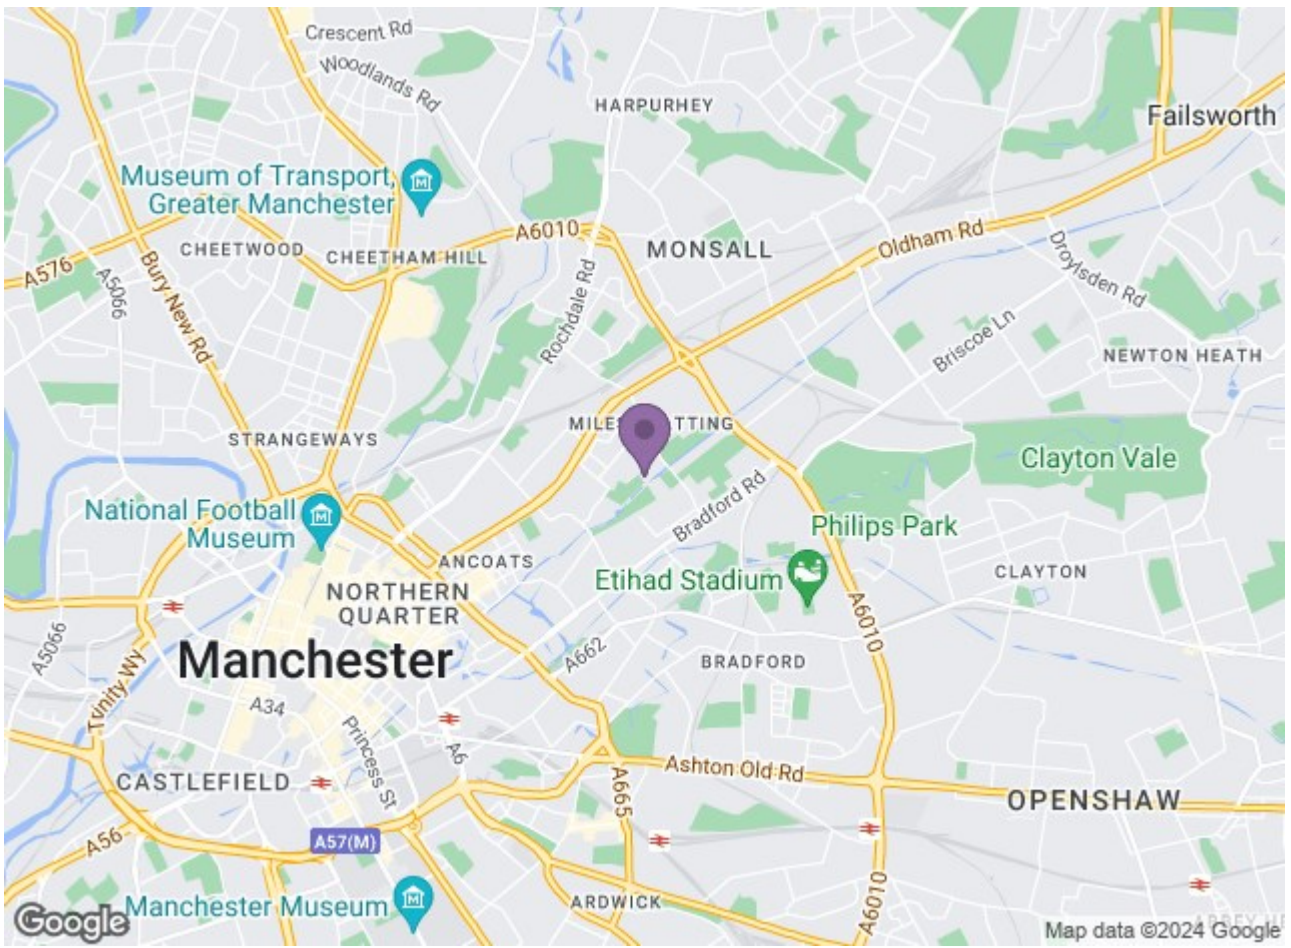 Crescent Rd
Woodlands Rd
HARPURHEY
Failsworth
Museum of Transport,
Greater Manchester
A6010
CHEETWOOD
CHEETHAM HILL
MONSALL
Oldham Rd
A576
A5066
Bury New Rd
Rochdale Rd
Droylsden Rd
Briscoe Ln
NEWTON HEATH
MILES
TTING
STRANGEWAYS
Clayton Vale
National Football
Museum
Bradford Rd
Philips Park
ANCOATS
Etihad Stadium
CLAYTON
NORTHERN
QUARTER
A6010
A5066
Manchester
A662
BRADFORD
Trinity Wy
A34
Princess St
A6
CASTLEFIELD
A665
Ashton Old Rd
OPENSHAW
A56
A57(M)
Manchester Museum
ARDWICK
A6010
Google
Map data ©2024 Google